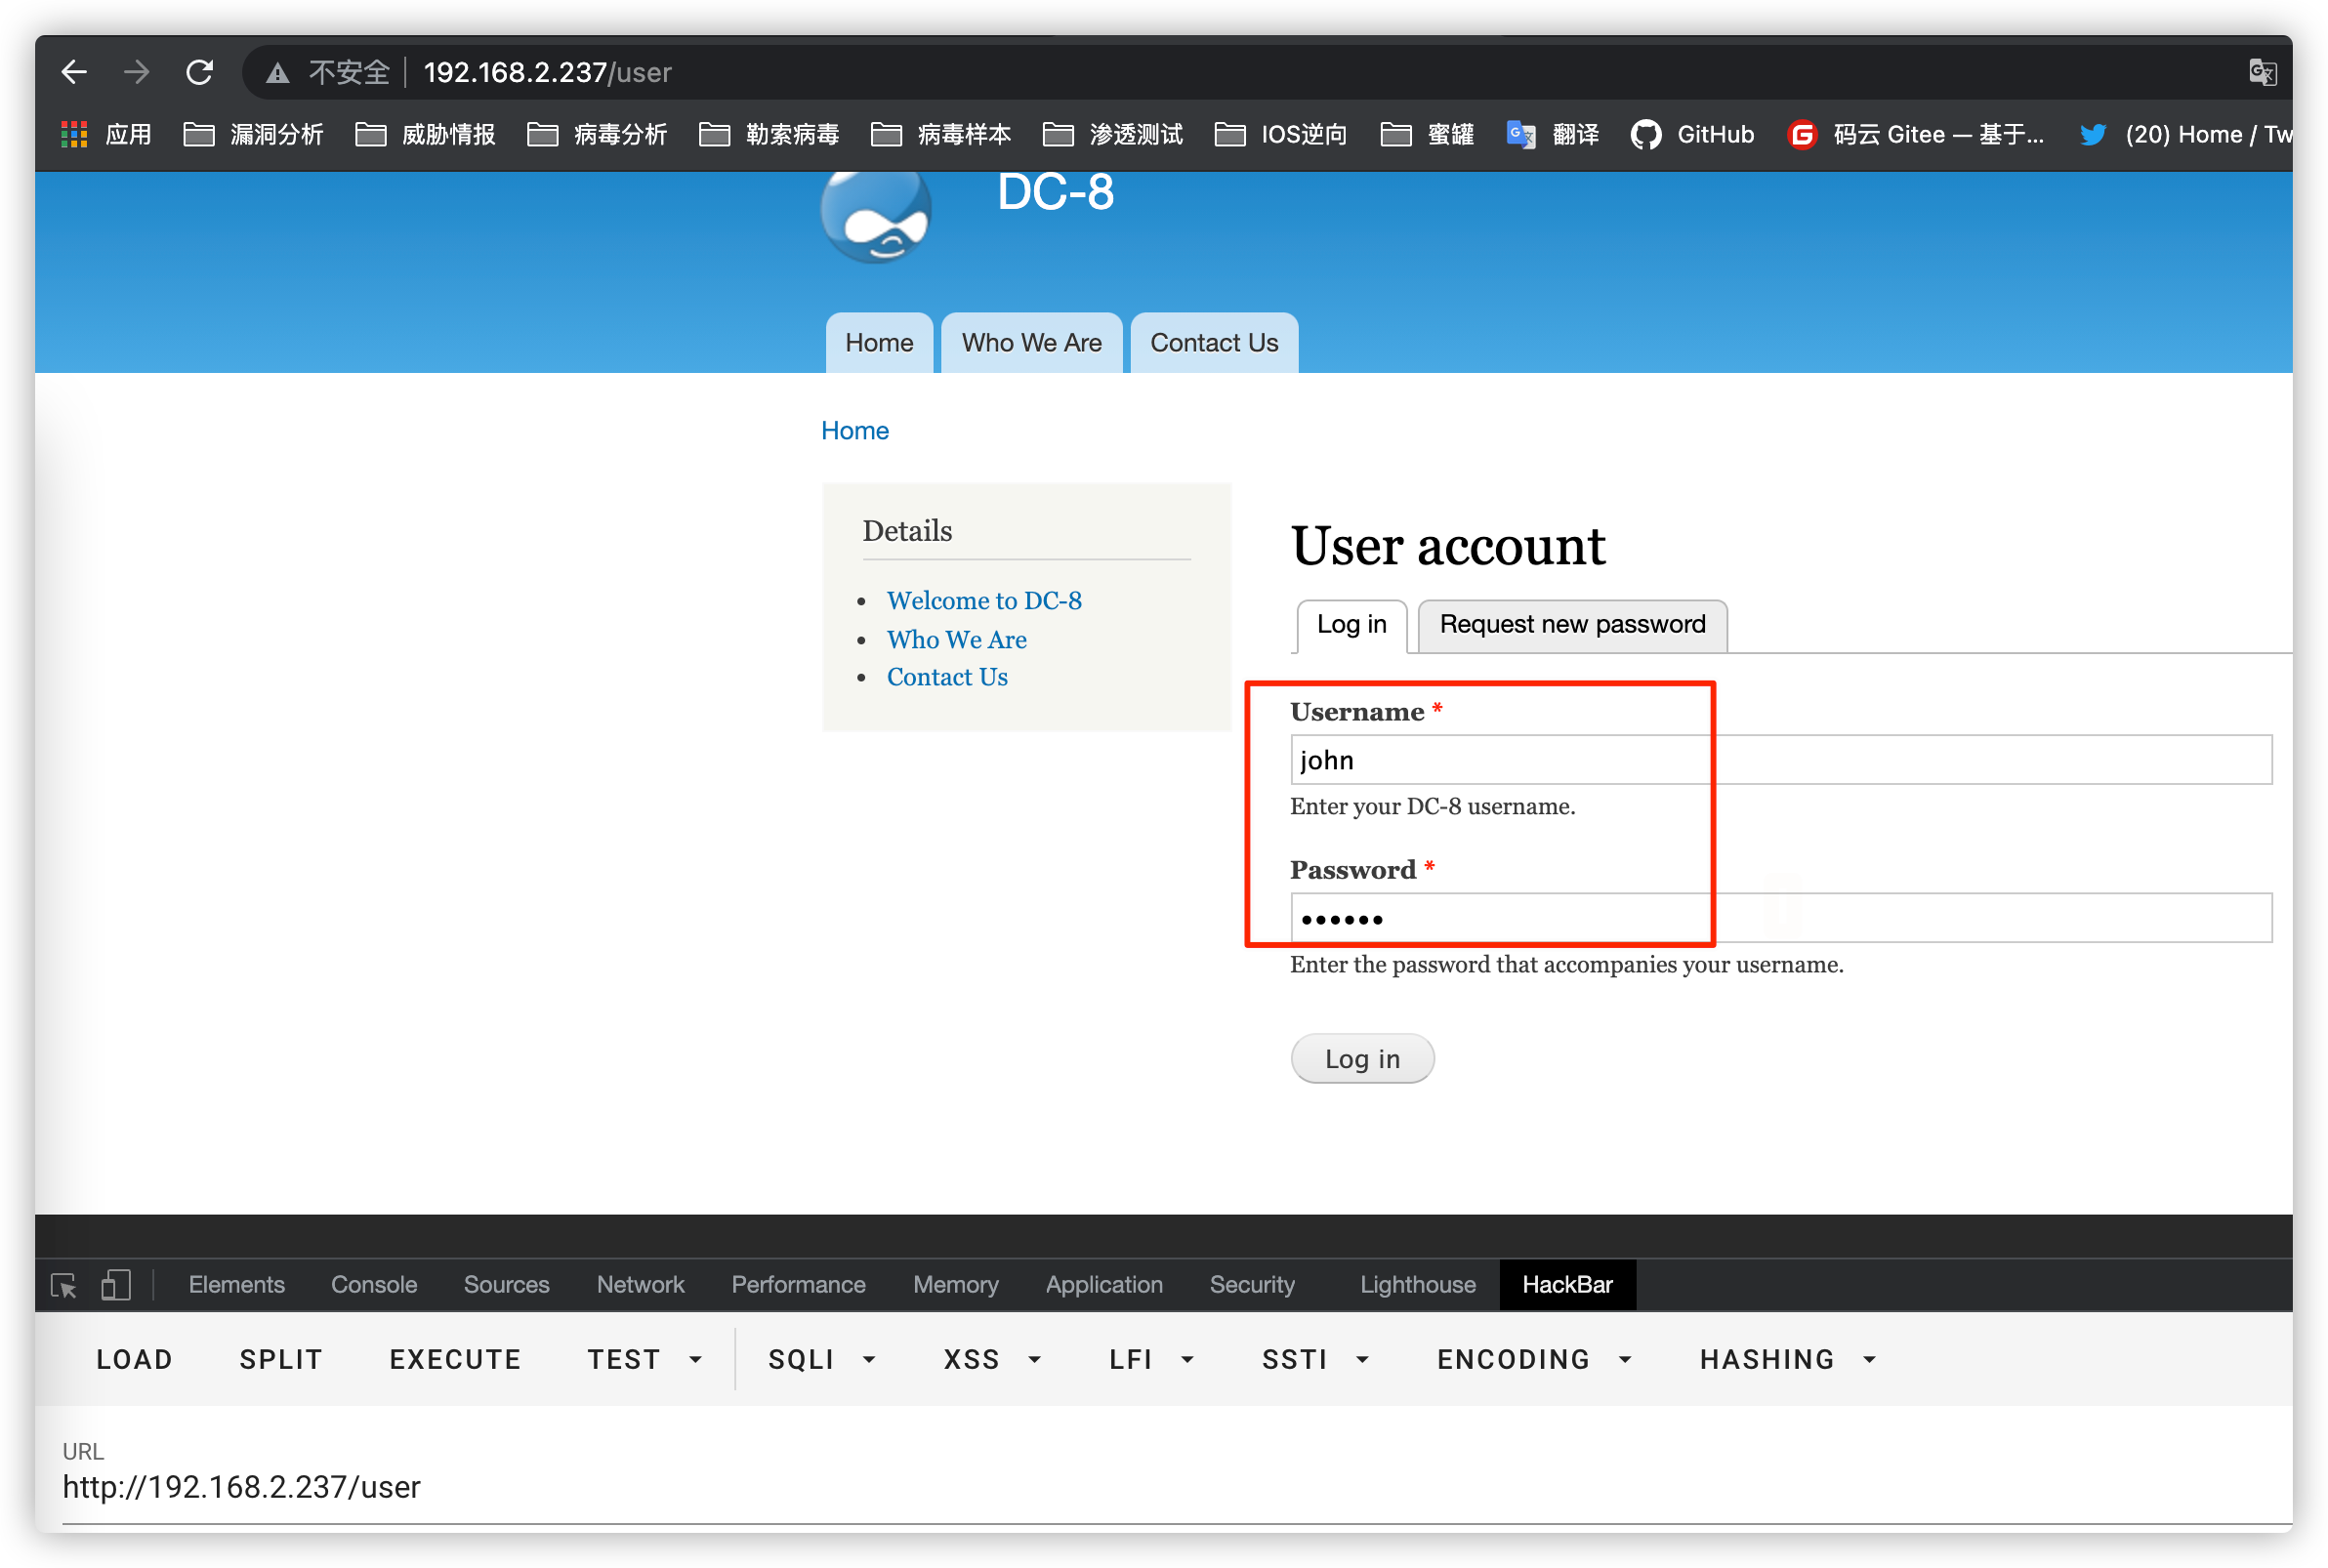 不安全 192.168.2.237/user
应用 漏洞分析 威胁情报 病毒分析 勒索病毒 病毒样本 渗透测试 IOS逆向 蜜罐 翻译 GitHub 码云 Gitee — 基于... (20) Home / Tw
DC-8
Home Who We Are Contact Us
Home
Details
Welcome to DC-8
Who We Are
Contact Us
User account
Log in Request new password
Username *
john
Enter your DC-8 username.
Password *
••••••
Enter the password that accompanies your username.
Log in
Elements Console Sources Network Performance Memory Application Security Lighthouse HackBar
LOAD SPLIT EXECUTE TEST SQLI XSS LFI SSTI ENCODING HASHING
URL
http://192.168.2.237/user